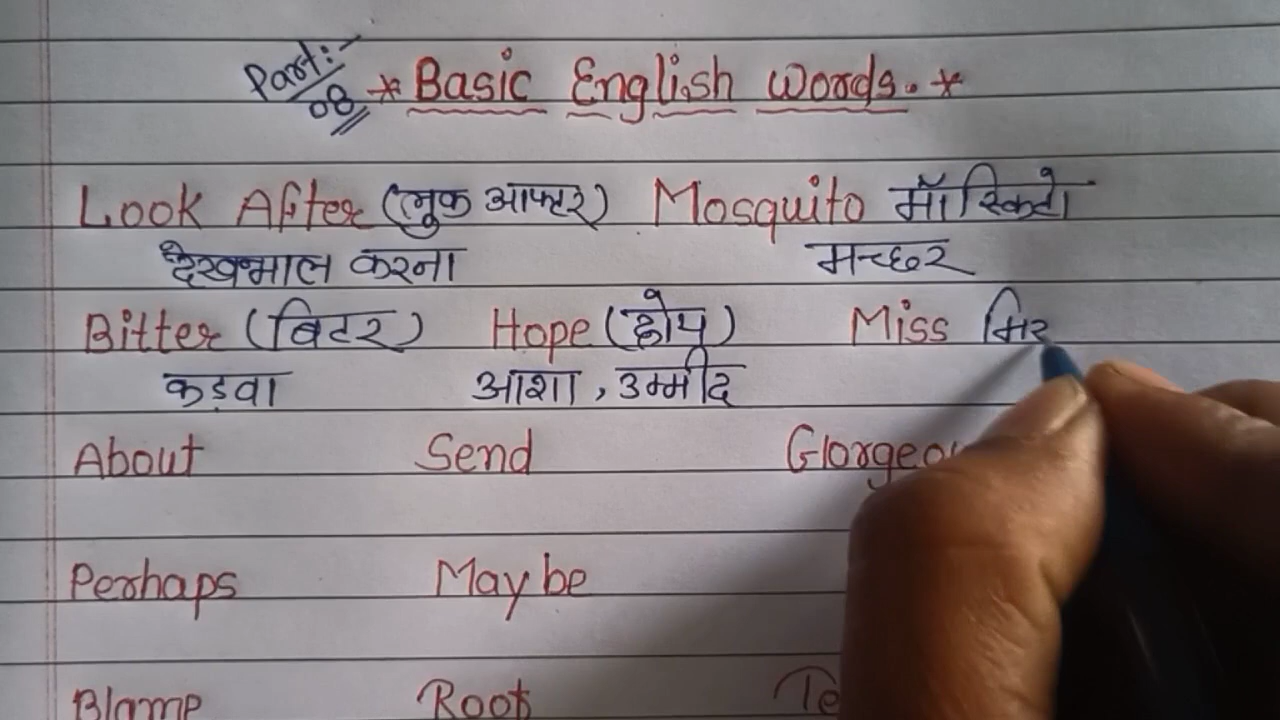 Part:- 08
* Basic English Words. *
Look After (लुक आफ्टर) Mosquito मॉस्किटो
देखभाल करना मच्छर
Bitter (बिटर) Hope (होप) Miss
कड़वा आशा, उम्मीद
About Send
Perhaps May be
Root